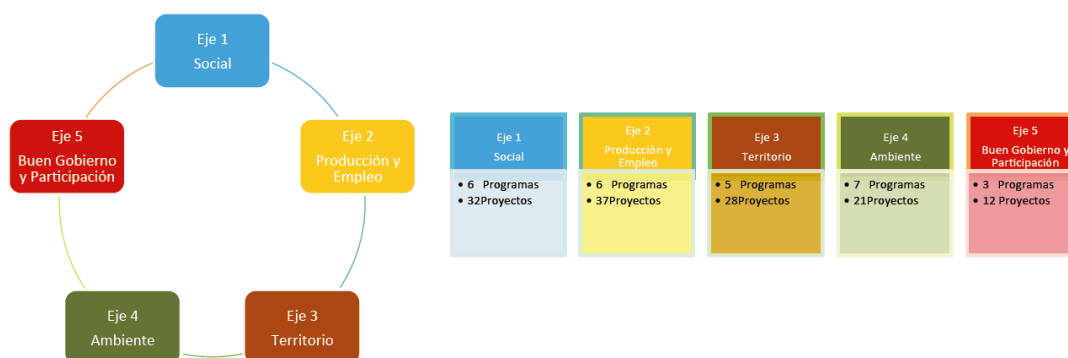 Eje 1
Social
Eje 5
Buen Gobierno
y Participación
Eje 2
Producción y
Empleo
Eje 4
Ambiente
Eje 3
Territorio
Eje 1
Social
• 6 Programas
• 32Proyectos
Eje 2
Producción y
Empleo
• 6 Programas
• 37Proyectos
Eje 3
Territorio
• 5 Programas
• 28Proyectos
Eje 4
Ambiente
• 7 Programas
• 21Proyectos
Eje 5
Buen Gobierno y
Participación
• 3 Programas
• 12 Proyectos